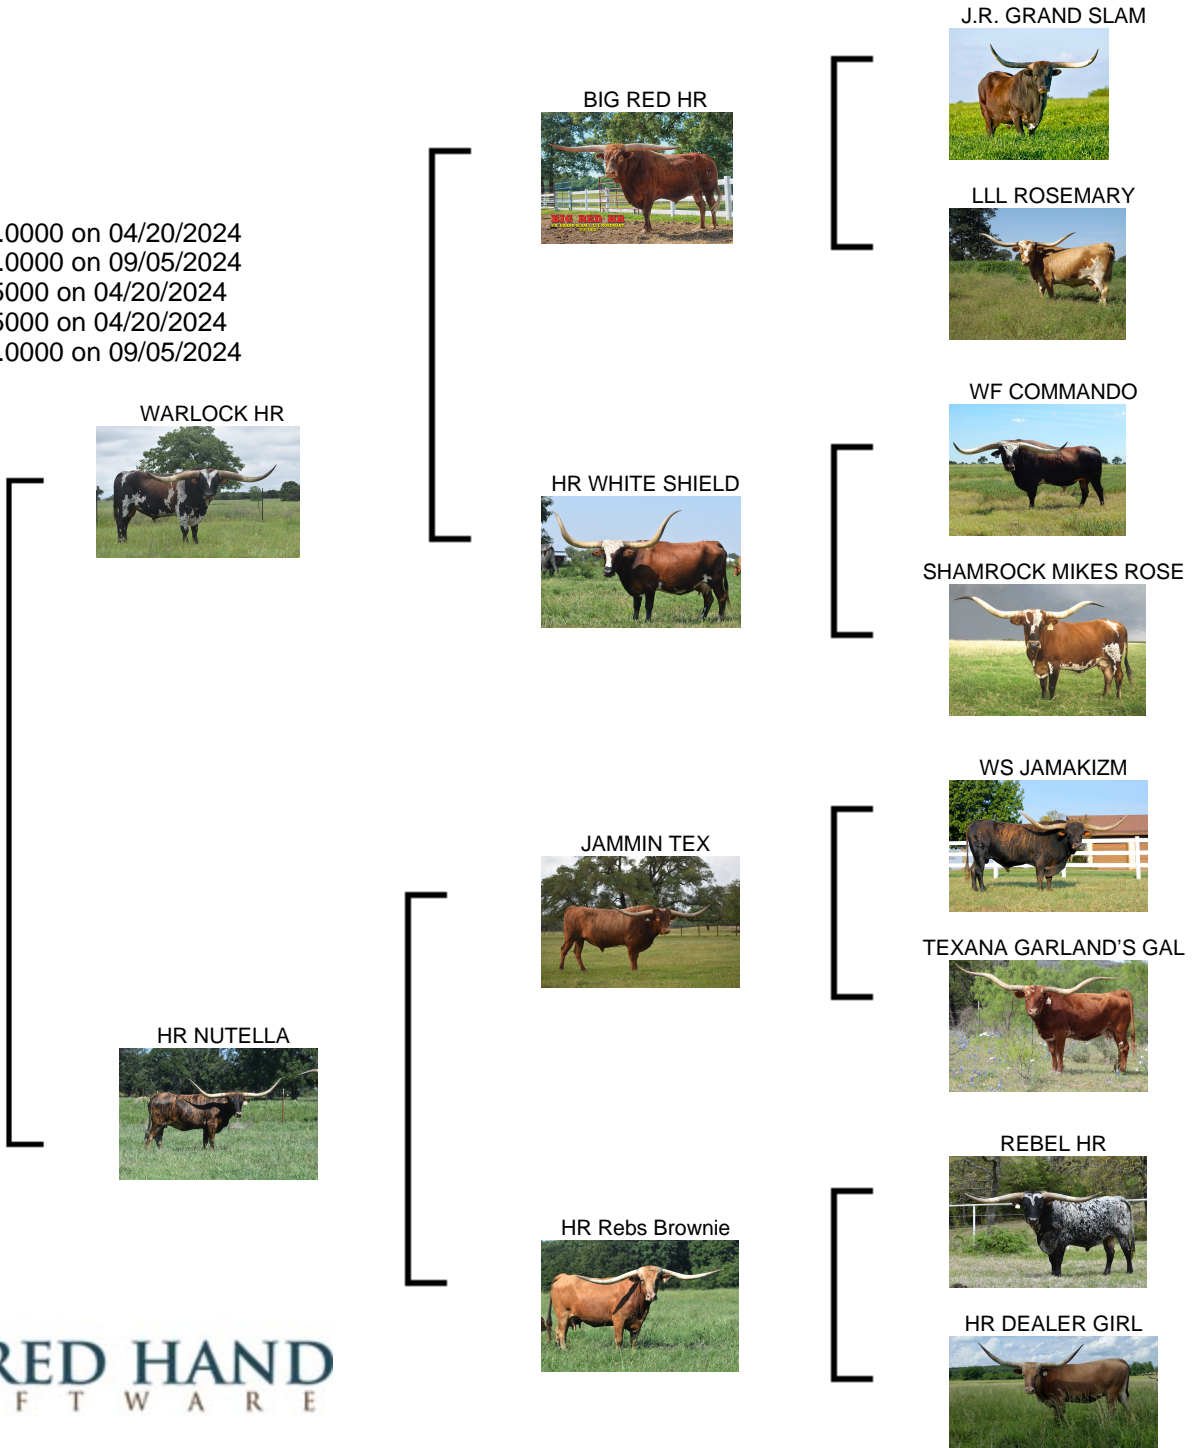 J.R. GRAND SLAM
BIG RED HR
BIG RED HR
LLL ROSEMARY
.0000 on 04/20/2024
.0000 on 09/05/2024
5000 on 04/20/2024
5000 on 04/20/2024
.0000 on 09/05/2024
WF COMMANDO
WARLOCK HR
HR WHITE SHIELD
SHAMROCK MIKES ROSE
WS JAMAKIZM
JAMMIN TEX
TEXANA GARLAND'S GAL
HR NUTELLA
REBEL HR
HR Rebs Brownie
HR DEALER GIRL
RED HAND
F T W A R E